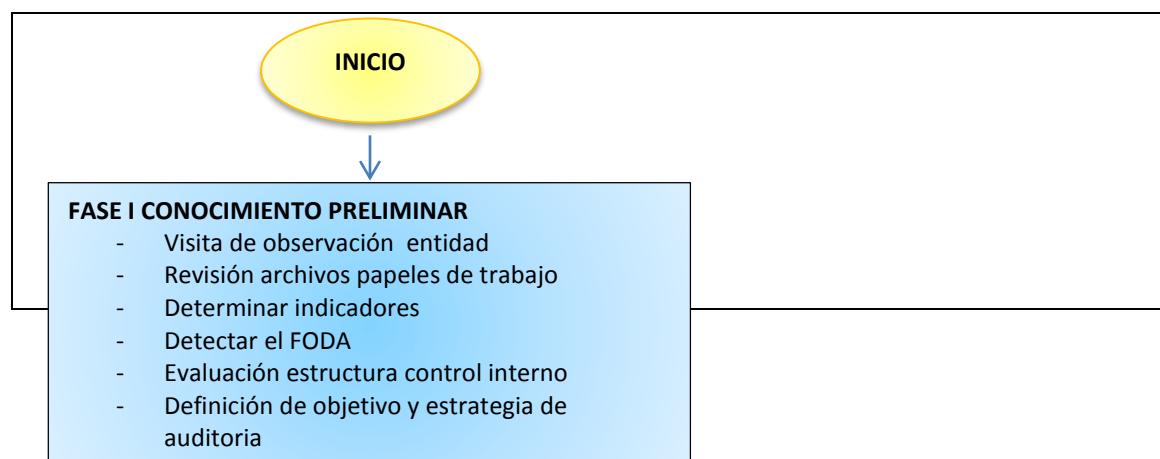 INICIO
FASE I CONOCIMIENTO PRELIMINAR
- Visita de observación entidad
- Revisión archivos papeles de trabajo
- Determinar indicadores
- Detectar el FODA
- Evaluación estructura control interno
- Definición de objetivo y estrategia de
auditoria